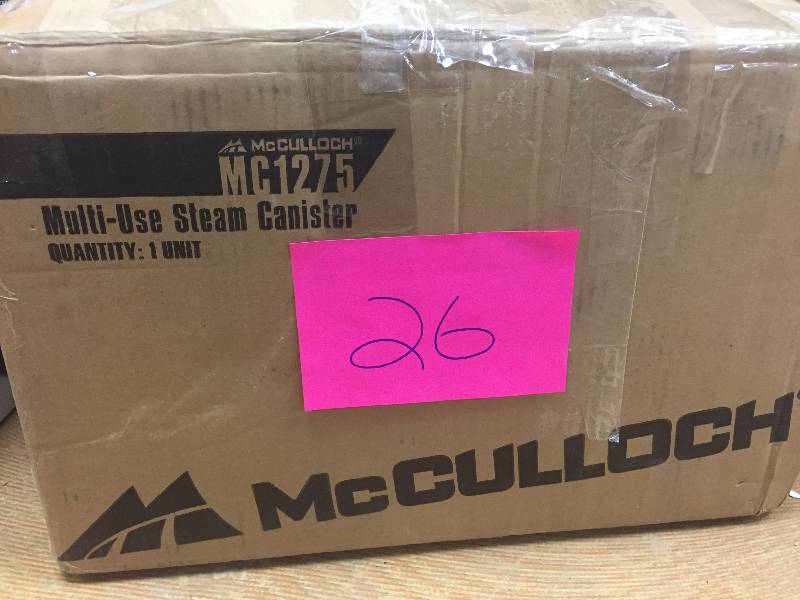 McCULLOCH®
MC1275
Multi-Use Steam Canister
QUANTITY: 1 UNIT
26
McCULLOCH